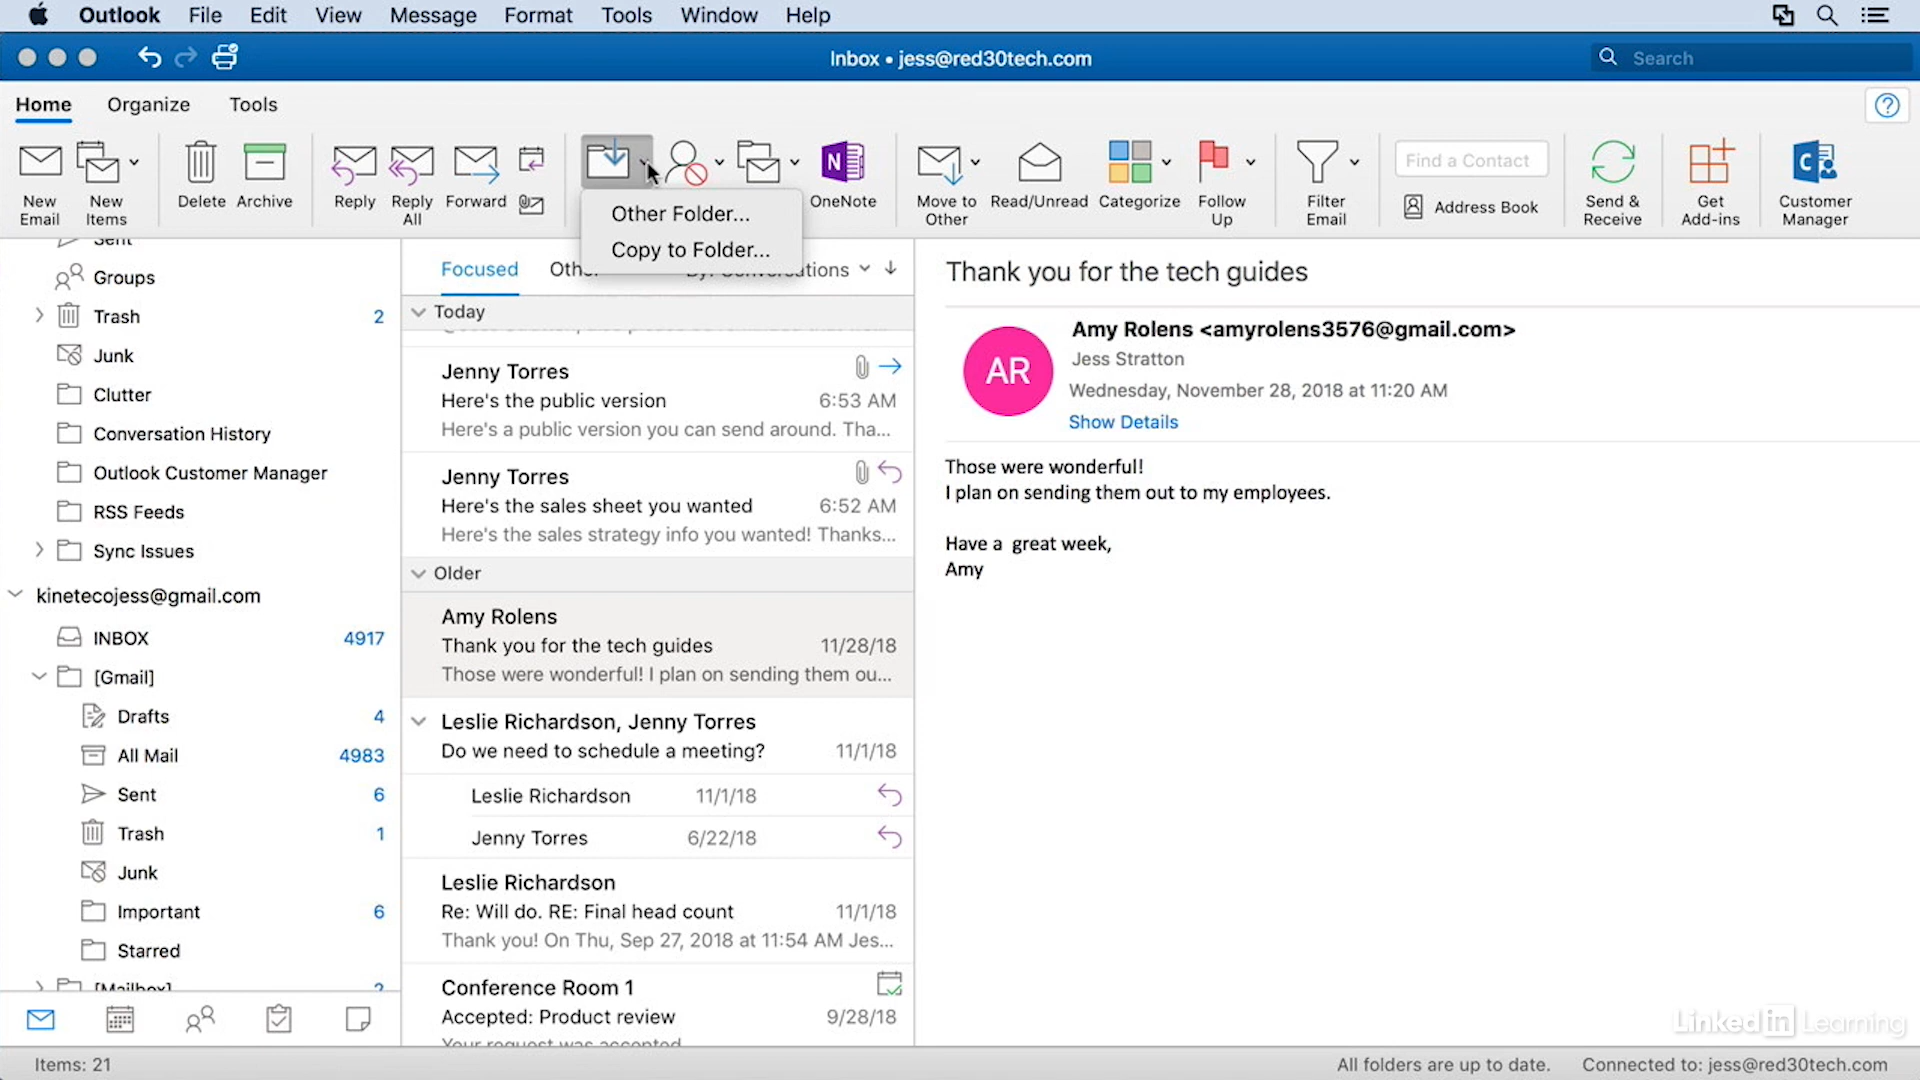 Outlook File Edit View Message Format Tools Window Help
Inbox • jess@red30tech.com
Search
Home Organize Tools
New Email
New Items
Delete
Archive
Reply
Reply All
Forward
OneNote
Move to Other
Read/Unread
Categorize
Follow Up
Filter Email
Find a Contact
Address Book
Send & Receive
Get Add-ins
Customer Manager
Other Folder...
Copy to Folder...
Sent
Groups
Trash 2
Junk
Clutter
Conversation History
Outlook Customer Manager
RSS Feeds
Sync Issues
kinetecojess@gmail.com
INBOX 4917
[Gmail]
Drafts 4
All Mail 4983
Sent 6
Trash 1
Junk
Important 6
Starred
[Mailbox] 2
Items: 21
Focused Other By: Conversations
Today
Jenny Torres
Here's the public version 6:53 AM
Here's a public version you can send around. Tha...
Jenny Torres
Here's the sales sheet you wanted 6:52 AM
Here's the sales strategy info you wanted! Thanks...
Older
Amy Rolens
Thank you for the tech guides 11/28/18
Those were wonderful! I plan on sending them ou...
Leslie Richardson, Jenny Torres
Do we need to schedule a meeting? 11/1/18
Leslie Richardson 11/1/18
Jenny Torres 6/22/18
Leslie Richardson
Re: Will do. RE: Final head count 11/1/18
Thank you! On Thu, Sep 27, 2018 at 11:54 AM Jes...
Conference Room 1
Accepted: Product review 9/28/18
Your request was accepted
Thank you for the tech guides
AR
Amy Rolens <amyrolens3576@gmail.com>
Jess Stratton
Wednesday, November 28, 2018 at 11:20 AM
Show Details
Those were wonderful!
I plan on sending them out to my employees.
Have a great week,
Amy
LinkedIn Learning
All folders are up to date. Connected to: jess@red30tech.com